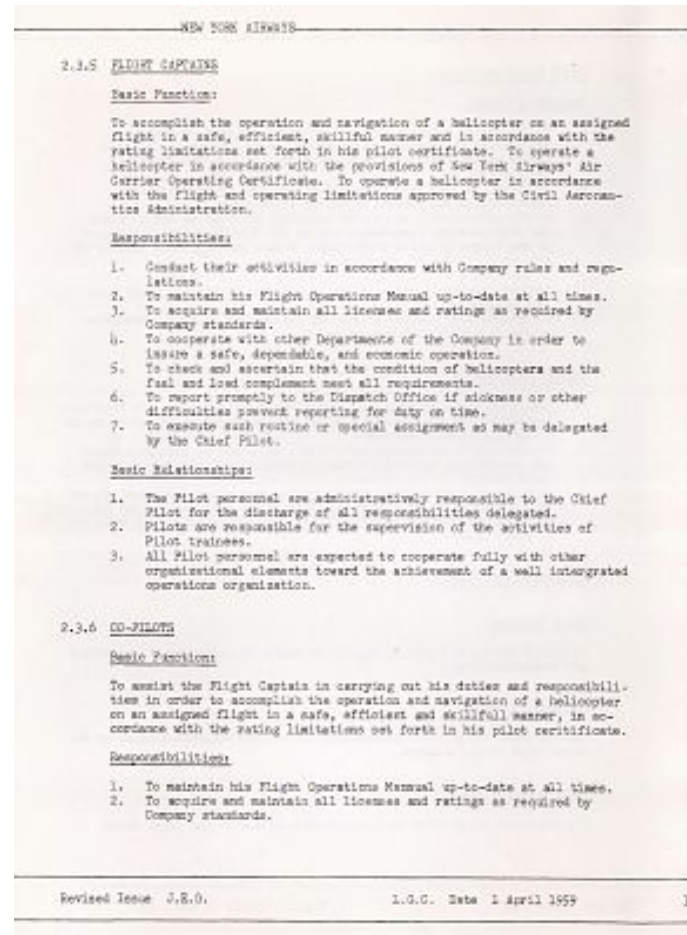 NEW YORK AIRWAYS
2.3.5 FLIGHT CAPTAINS
Basic Function:
To accomplish the operation and navigation of a helicopter on an assigned
flight in a safe, efficient, skillful manner and in accordance with the
rating limitations set forth in his pilot certificate. To operate a
helicopter in accordance with the provisions of New York Airways' Air
Carrier Operating Certificate. To operate a helicopter in accordance
with the flight and operating limitations approved by the Civil Aeronau-
tics Administration.
Responsibilities:
1. Conduct their activities in accordance with Company rules and regu-
lations.
2. To maintain his Flight Operations Manual up-to-date at all times.
3. To acquire and maintain all licenses and ratings as required by
Company standards.
4. To cooperate with other Departments of the Company in order to
insure a safe, dependable, and economic operation.
5. To check and ascertain that the condition of helicopters and the
fuel and load complement meet all requirements.
6. To report promptly to the Dispatch Office if sickness or other
difficulties prevent reporting for duty on time.
7. To execute such routine or special assignment as may be delegated
by the Chief Pilot.
Basic Relationships:
1. The Pilot personnel are administratively responsible to the Chief
Pilot for the discharge of all responsibilities delegated.
2. Pilots are responsible for the supervision of the activities of
Pilot trainees.
3. All Pilot personnel are expected to cooperate fully with other
organizational elements toward the achievement of a well intergrated
operations organization.
2.3.6 CO-PILOTS
Basic Function:
To assist the Flight Captain in carrying out his duties and responsibili-
ties in order to accomplish the operation and navigation of a helicopter
on an assigned flight in a safe, efficient and skillfull manner, in ac-
cordance with the rating limitations set forth in his pilot ceritificate.
Responsibilities:
1. To maintain his Flight Operations Manual up-to-date at all times.
2. To acquire and maintain all licenses and ratings as required by
Company standards.
Revised Issue J.E.G. L.G.C. Date 1 April 1959